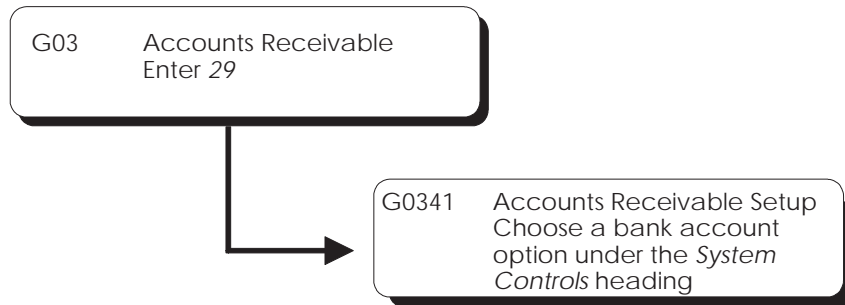 G03 Accounts Receivable
Enter 29
G0341 Accounts Receivable Setup
Choose a bank account
option under the System
Controls heading